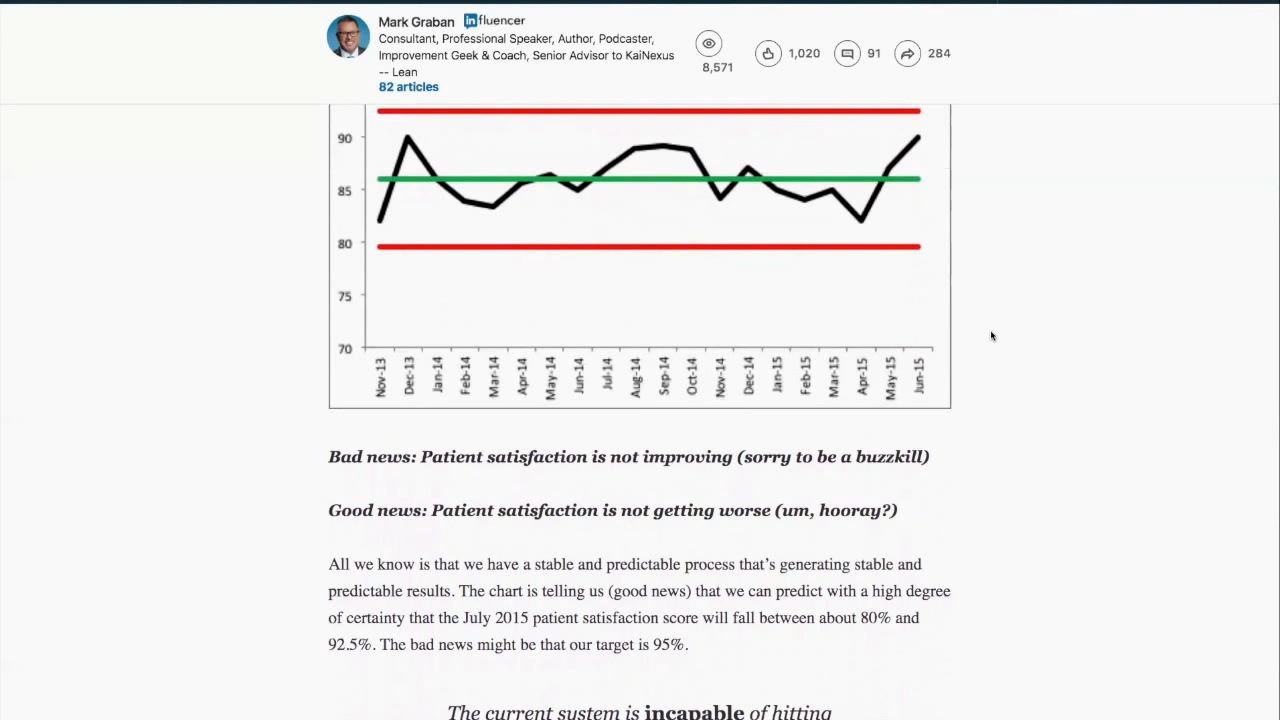 Mark Graban influencer
Consultant, Professional Speaker, Author, Podcaster,
Improvement Geek & Coach, Senior Advisor to KaiNexus
-- Lean
82 articles
8,571
1,020
91
284
90
85
80
75
70
Nov-13
Dec-13
Jan-14
Feb-14
Mar-14
Apr-14
May-14
Jun-14
Jul-14
Aug-14
Sep-14
Oct-14
Nov-14
Dec-14
Jan-15
Feb-15
Mar-15
Apr-15
May-15
Jun-15
Bad news: Patient satisfaction is not improving (sorry to be a buzzkill)
Good news: Patient satisfaction is not getting worse (um, hooray?)
All we know is that we have a stable and predictable process that's generating stable and
predictable results. The chart is telling us (good news) that we can predict with a high degree
of certainty that the July 2015 patient satisfaction score will fall between about 80% and
92.5%. The bad news might be that our target is 95%.
The current system is incapable of hitting